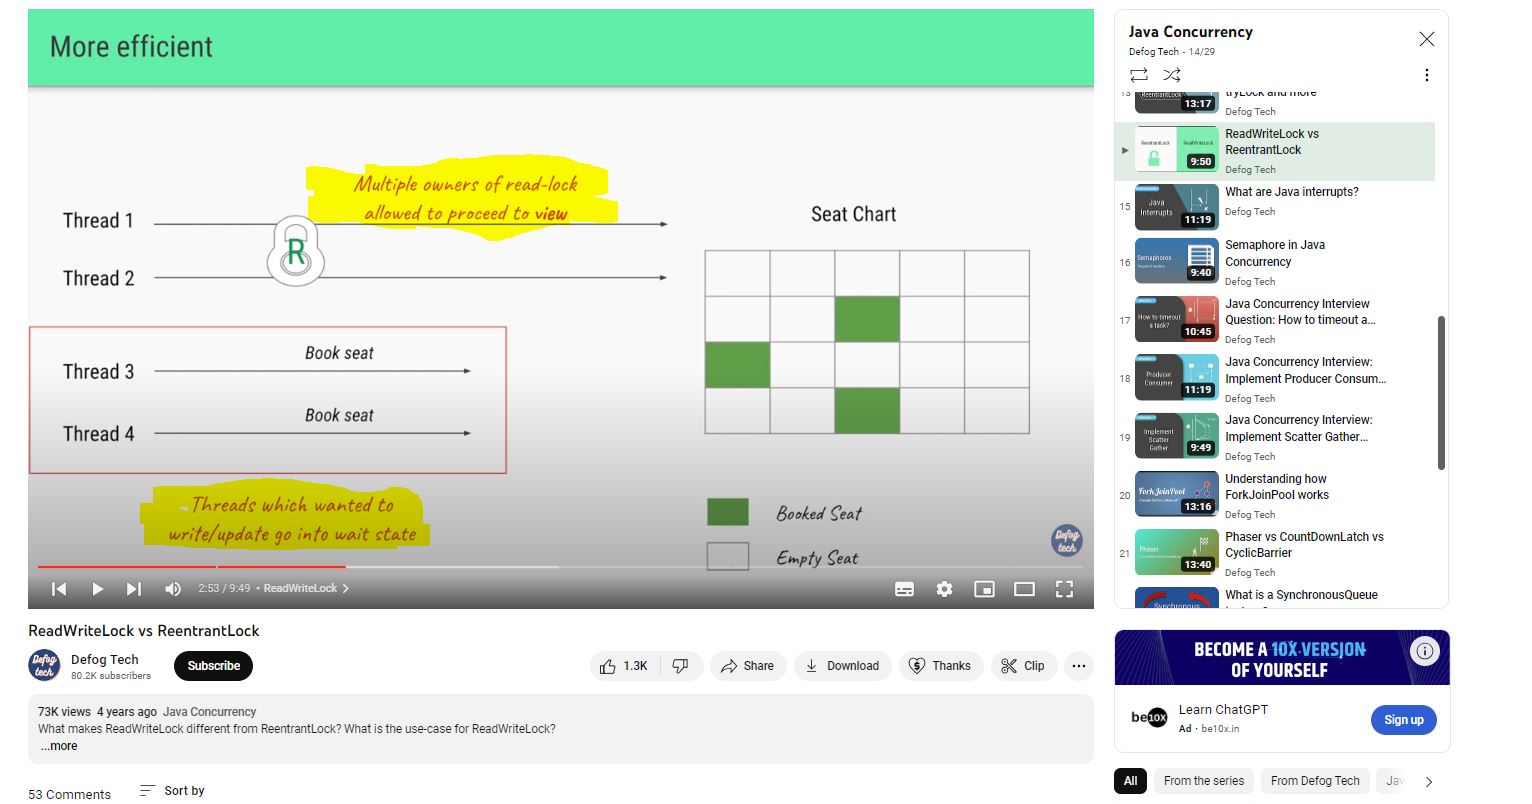 More efficient
Multiple owners of read-lock
allowed to proceed to view
Thread 1
R
Thread 2
Book seat
Thread 3
Book seat
Thread 4
Threads which wanted to
write/update go into wait state
Seat Chart
Booked Seat
Empty Seat
Defog
tech
2:53 / 9:49 • ReadWriteLock
ReadWriteLock vs ReentrantLock
Defog
tech
Defog Tech
80.2K subscribers
Subscribe
1.3K
Share
Download
Thanks
Clip
73K views 4 years ago Java Concurrency
What makes ReadWriteLock different from ReentrantLock? What is the use-case for ReadWriteLock?
...more
53 Comments
Sort by
Java Concurrency
Defog Tech - 14/29
13
ReentrantLock
13:17
tryLock and more
Defog Tech
ReentrantLock
ReadWriteLock
9:50
ReadWriteLock vs
ReentrantLock
Defog Tech
15
Java
Interrupts
11:19
What are Java interrupts?
Defog Tech
16
Semaphores
9:40
Semaphore in Java
Concurrency
Defog Tech
17
How to timeout
a task?
10:45
Java Concurrency Interview
Question: How to timeout a...
Defog Tech
18
Producer
Consumer
11:19
Java Concurrency Interview:
Implement Producer Consum...
Defog Tech
19
Implement
Scatter
Gather
9:49
Java Concurrency Interview:
Implement Scatter Gather...
Defog Tech
20
ForkJoinPool
13:16
Understanding how
ForkJoinPool works
Defog Tech
21
Phaser
13:40
Phaser vs CountDownLatch vs
CyclicBarrier
Defog Tech
Synchronous
What is a SynchronousQueue
BECOME A 10X VERSION
OF YOURSELF
be10X
Learn ChatGPT
Ad · be10x.in
Sign up
All
From the series
From Defog Tech
Jav